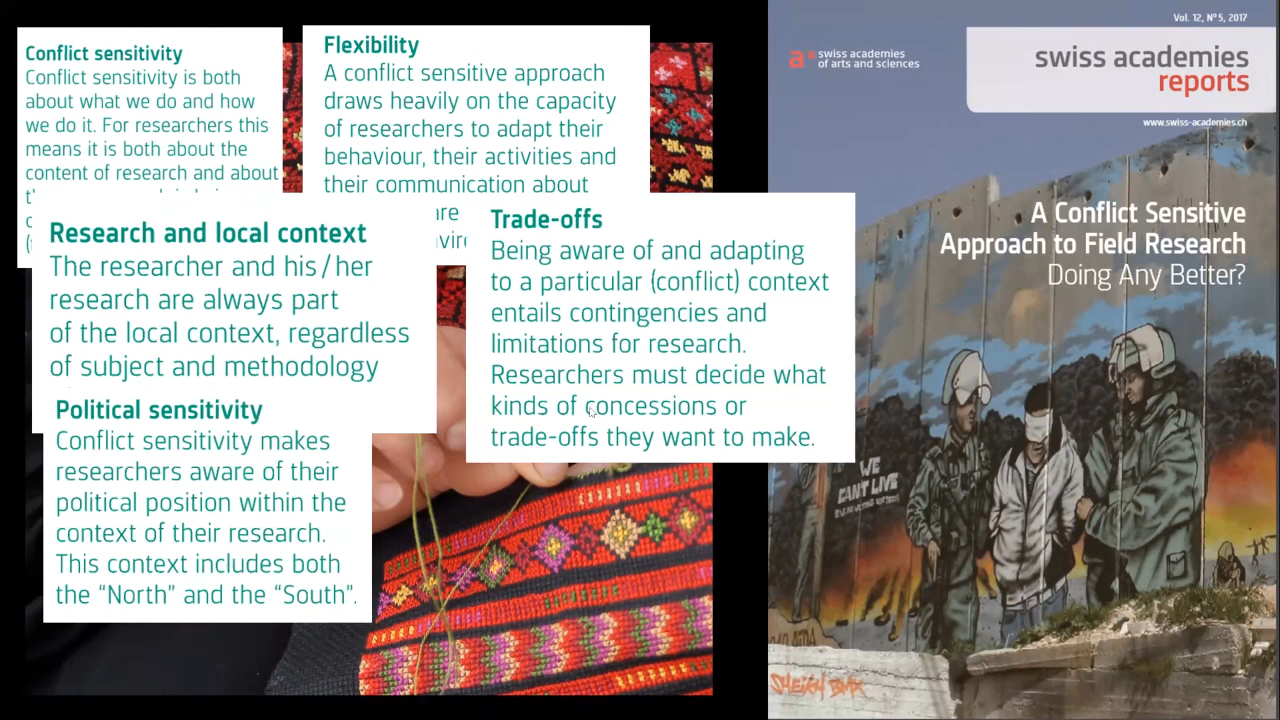 Conflict sensitivity
Conflict sensitivity is both
about what we do and how
we do it. For researchers this
means it is both about the
content of research and about
Flexibility
A conflict sensitive approach
draws heavily on the capacity
of researchers to adapt their
behaviour, their activities and
their communication about
Research and local context
The researcher and his/her
research are always part
of the local context, regardless
of subject and methodology
Trade-offs
Being aware of and adapting
to a particular (conflict) context
entails contingencies and
limitations for research.
Researchers must decide what
kinds of concessions or
trade-offs they want to make.
Political sensitivity
Conflict sensitivity makes
researchers aware of their
political position within the
context of their research.
This context includes both
the “North” and the “South”.
Vol. 12, N° 5, 2017
a+ swiss academies
of arts and sciences
swiss academies
reports
www.swiss-academies.ch
A Conflict Sensitive
Approach to Field Research
Doing Any Better?
WE
CAN'T LIVE
SHEIKH BMX